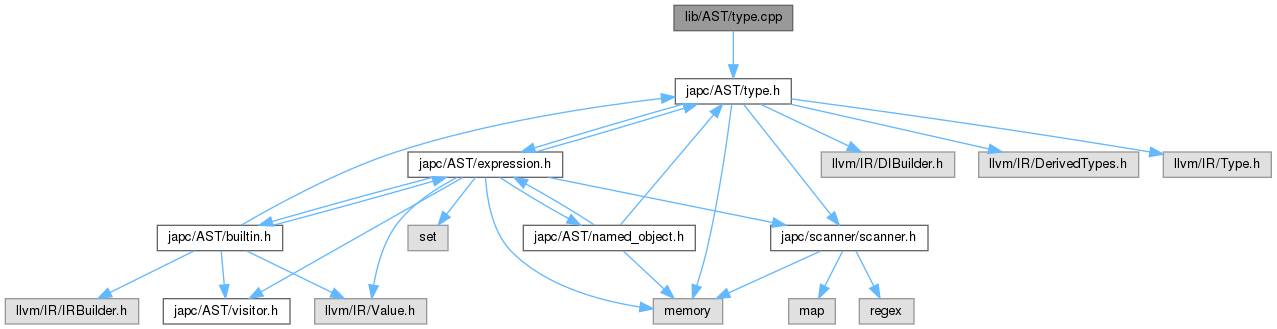 lib/AST/type.cpp
japc/AST/type.h
japc/AST/expression.h
llvm/IR/DIBuilder.h
llvm/IR/DerivedTypes.h
llvm/IR/Type.h
japc/AST/builtin.h
set
japc/AST/named_object.h
japc/scanner/scanner.h
llvm/IR/IRBuilder.h
japc/AST/visitor.h
llvm/IR/Value.h
memory
map
regex